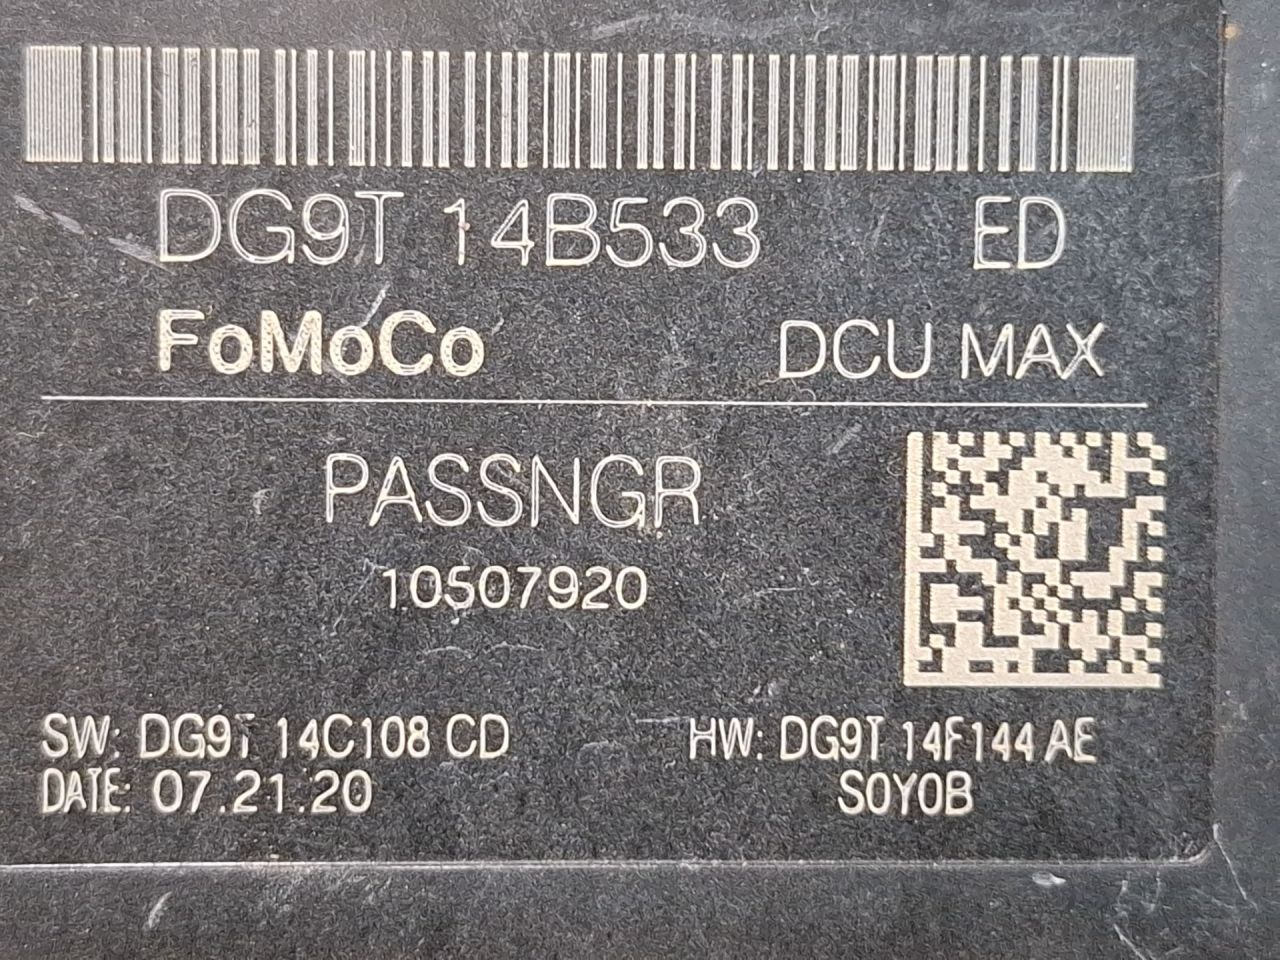 DG9T 14B533 ED
FoMoCo DCU MAX
PASSNGR
10507920
SW: DG9T 14C108 CD HW: DG9T 14F144 AE
DATE: 07.21.20 S0Y0B